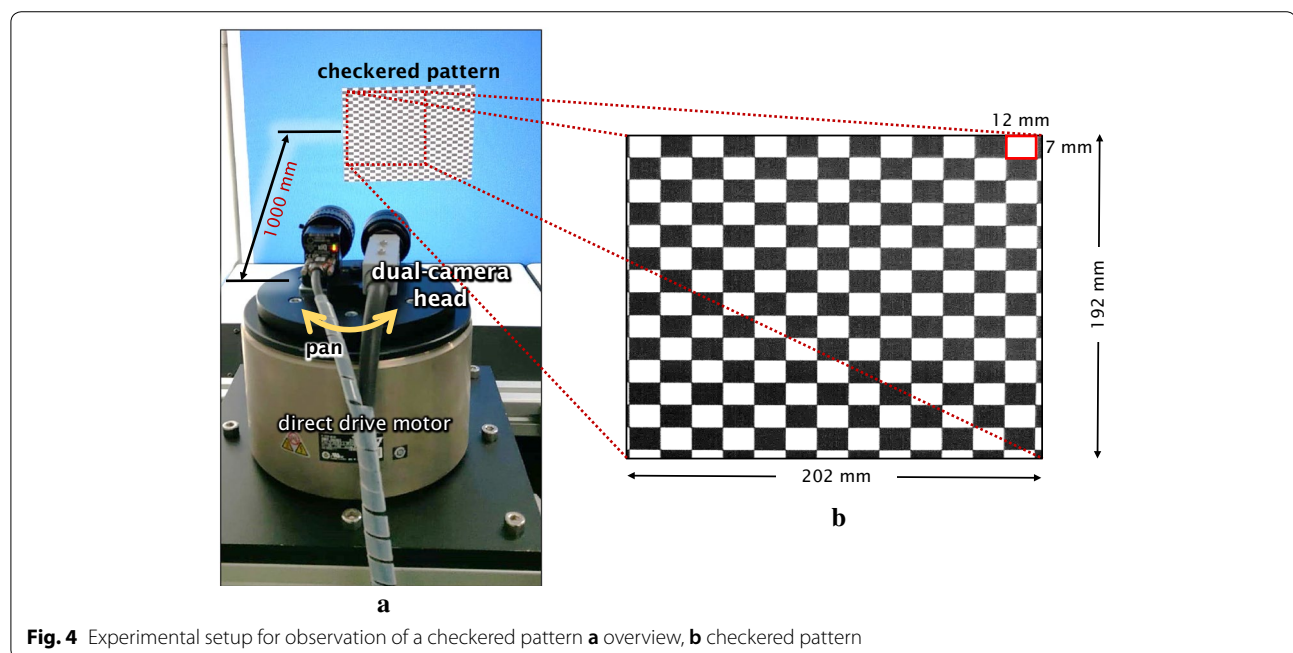 checkered pattern
1000 mm
dual-camera
head
pan
direct drive motor
a
12 mm
7 mm
192 mm
202 mm
b
Fig. 4 Experimental setup for observation of a checkered pattern a overview, b checkered pattern